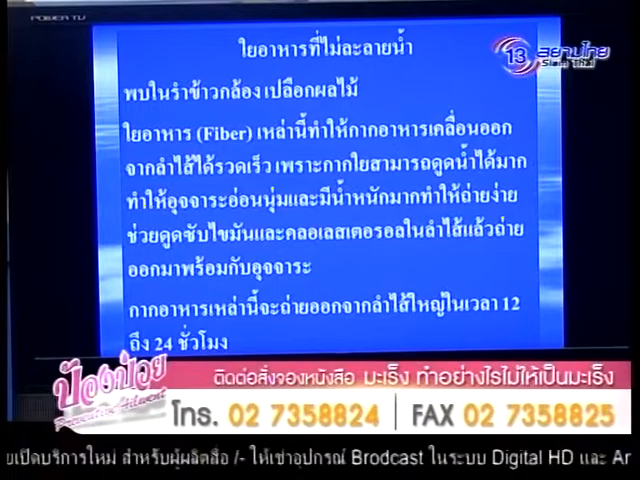 POWER TV
ใยอาหารที่ไม่ละลายน้ำ
13 สยามไทย
Siam Thai
พบในรำข้าวกล้อง เปลือกผลไม้
ใยอาหาร (Fiber) เหล่านี้ทำให้กากอาหารเคลื่อนออก
จากลำไส้ได้รวดเร็ว เพราะกากใยสามารถดูดน้ำได้มาก
ทำให้อุจจาระอ่อนนุ่มและมีน้ำหนักมากทำให้ถ่ายง่าย
ช่วยดูดซับไขมันและคลอเลสเตอรอลในลำไส้แล้วถ่าย
ออกมาพร้อมกับอุจจาระ
กากอาหารเหล่านี้จะถ่ายออกจากลำไส้ใหญ่ในเวลา 12
ถึง 24 ชั่วโมง
ป้องป่วย
Preventive Ailment
ติดต่อสั่งจองหนังสือ มะเร็ง ทำอย่างไรไม่ให้เป็นมะเร็ง
โทร. 02 7358824 | FAX 02 7358825
ยเปิดบริการใหม่ สำหรับผู้ผลิตสื่อ /- ให้เช่าอุปกรณ์ Brodcast ในระบบ Digital HD และ Ar